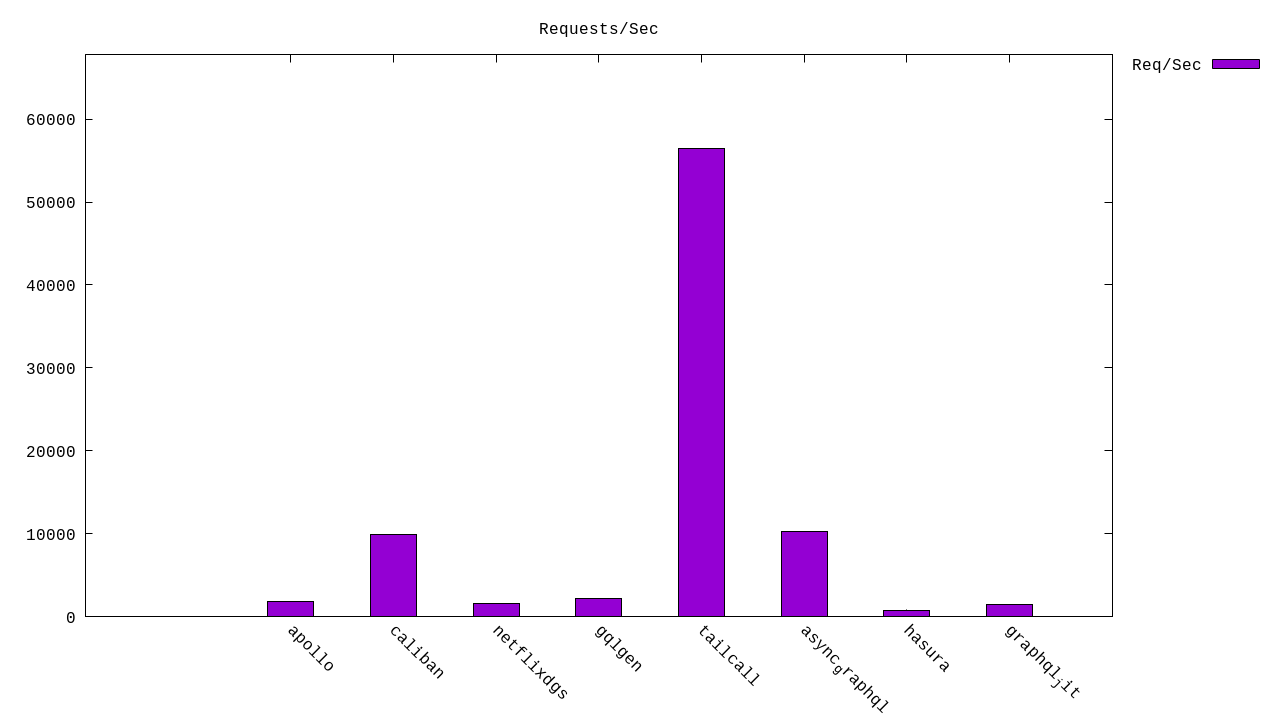 Requests/Sec
Req/Sec
60000
50000
40000
30000
20000
10000
0
apollo
caliban
netflixdgs
gqlgen
tailcall
async_graphql
hasura
graphql_jit